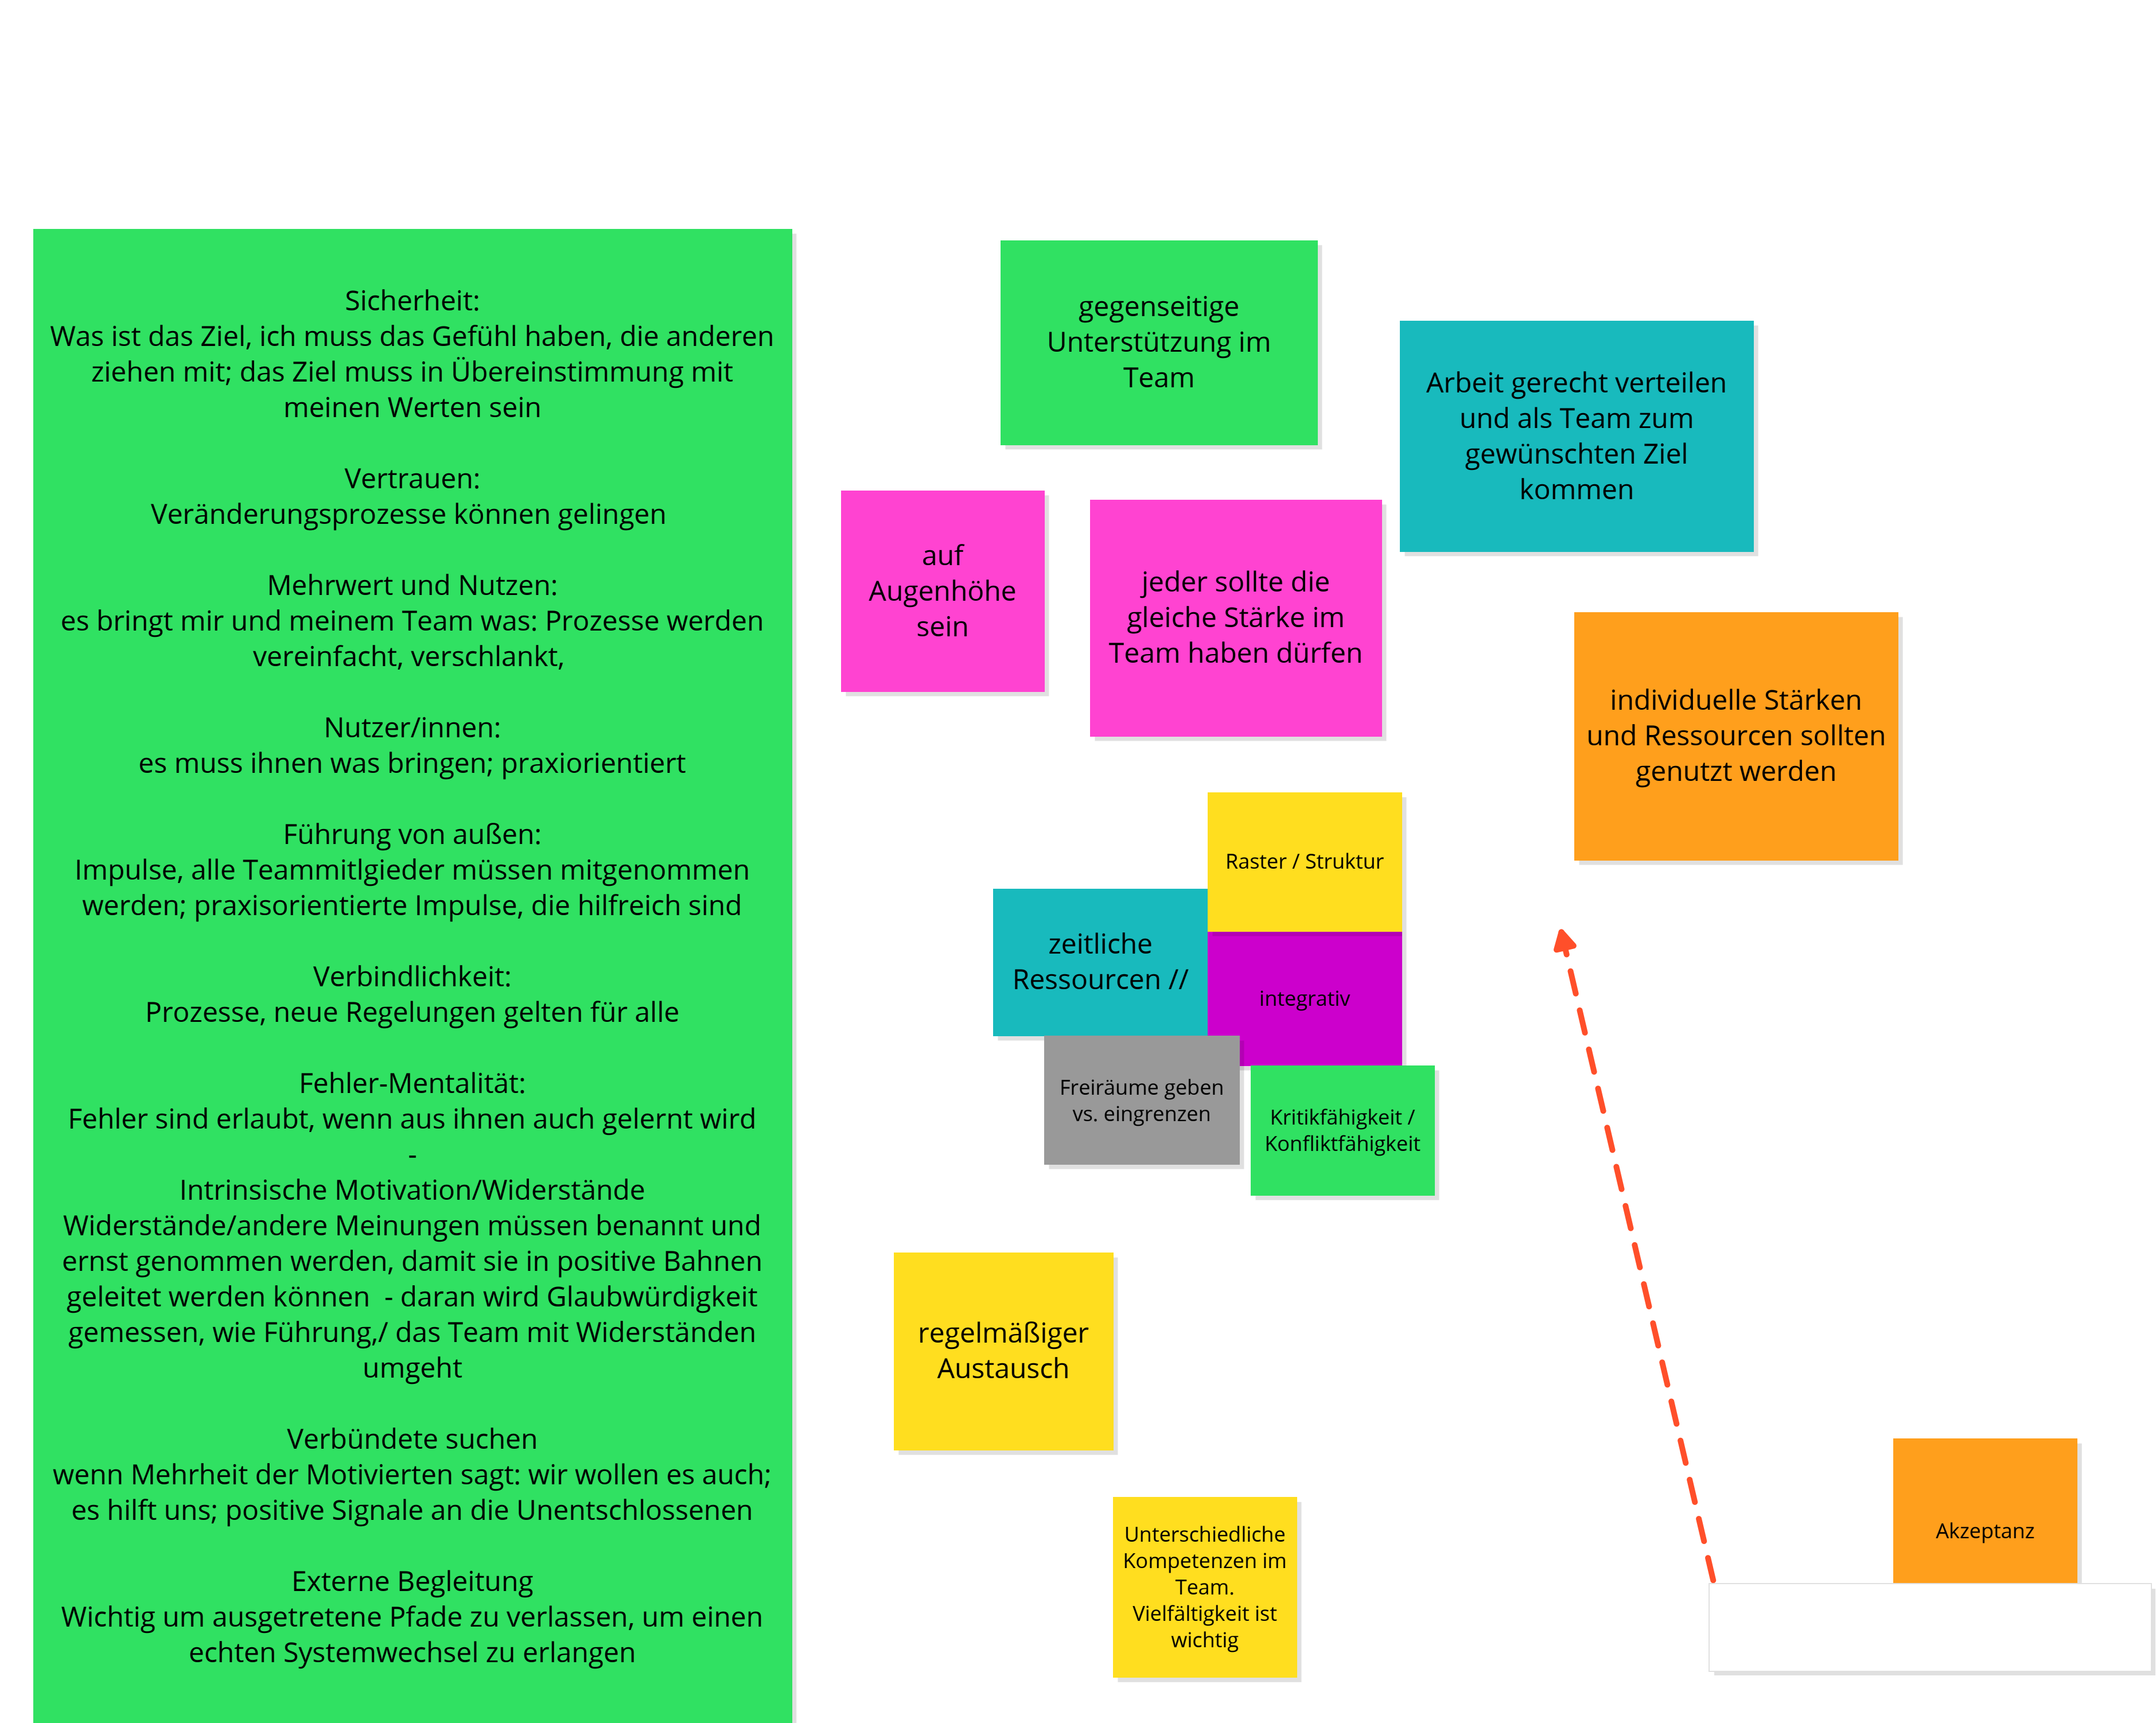 Sicherheit:
Was ist das Ziel, ich muss das Gefühl haben, die anderen
ziehen mit; das Ziel muss in Übereinstimmung mit
meinen Werten sein
Vertrauen:
Veränderungsprozesse können gelingen
Mehrwert und Nutzen:
es bringt mir und meinem Team was: Prozesse werden
vereinfacht, verschlankt,
Nutzer/innen:
es muss ihnen was bringen; praxiorientiert
Führung von außen:
Impulse, alle Teammitlgieder müssen mitgenommen
werden; praxisorientierte Impulse, die hilfreich sind
Verbindlichkeit:
Prozesse, neue Regelungen gelten für alle
Fehler-Mentalität:
Fehler sind erlaubt, wenn aus ihnen auch gelernt wird
-
Intrinsische Motivation/Widerstände
Widerstände/andere Meinungen müssen benannt und
ernst genommen werden, damit sie in positive Bahnen
geleitet werden können  - daran wird Glaubwürdigkeit
gemessen, wie Führung,/ das Team mit Widerständen
umgeht
Verbündete suchen
wenn Mehrheit der Motivierten sagt: wir wollen es auch;
es hilft uns; positive Signale an die Unentschlossenen
Externe Begleitung
Wichtig um ausgetretene Pfade zu verlassen, um einen
echten Systemwechsel zu erlangen
gegenseitige
Unterstützung im
Team
Arbeit gerecht verteilen
und als Team zum
gewünschten Ziel
kommen
auf
Augenhöhe
sein
jeder sollte die
gleiche Stärke im
Team haben dürfen
individuelle Stärken
und Ressourcen sollten
genutzt werden
Raster / Struktur
zeitliche
Ressourcen //
integrativ
Freiräume geben
vs. eingrenzen
Kritikfähigkeit /
Konfliktfähigkeit
regelmäßiger
Austausch
Unterschiedliche
Kompetenzen im
Team.
Vielfältigkeit ist
wichtig
Akzeptanz